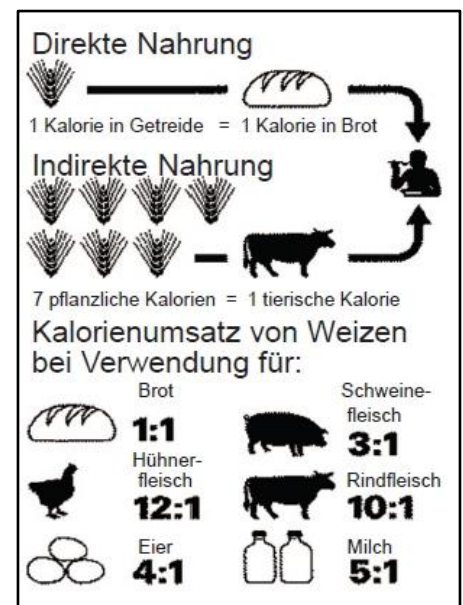 Direkte Nahrung
1 Kalorie in Getreide = 1 Kalorie in Brot
Indirekte Nahrung
7 pflanzliche Kalorien = 1 tierische Kalorie
Kalorienumsatz von Weizen
bei Verwendung für:
Brot
1:1
Schweine-
fleisch
3:1
Hühner-
fleisch
12:1
Rindfleisch
10:1
Eier
4:1
Milch
5:1